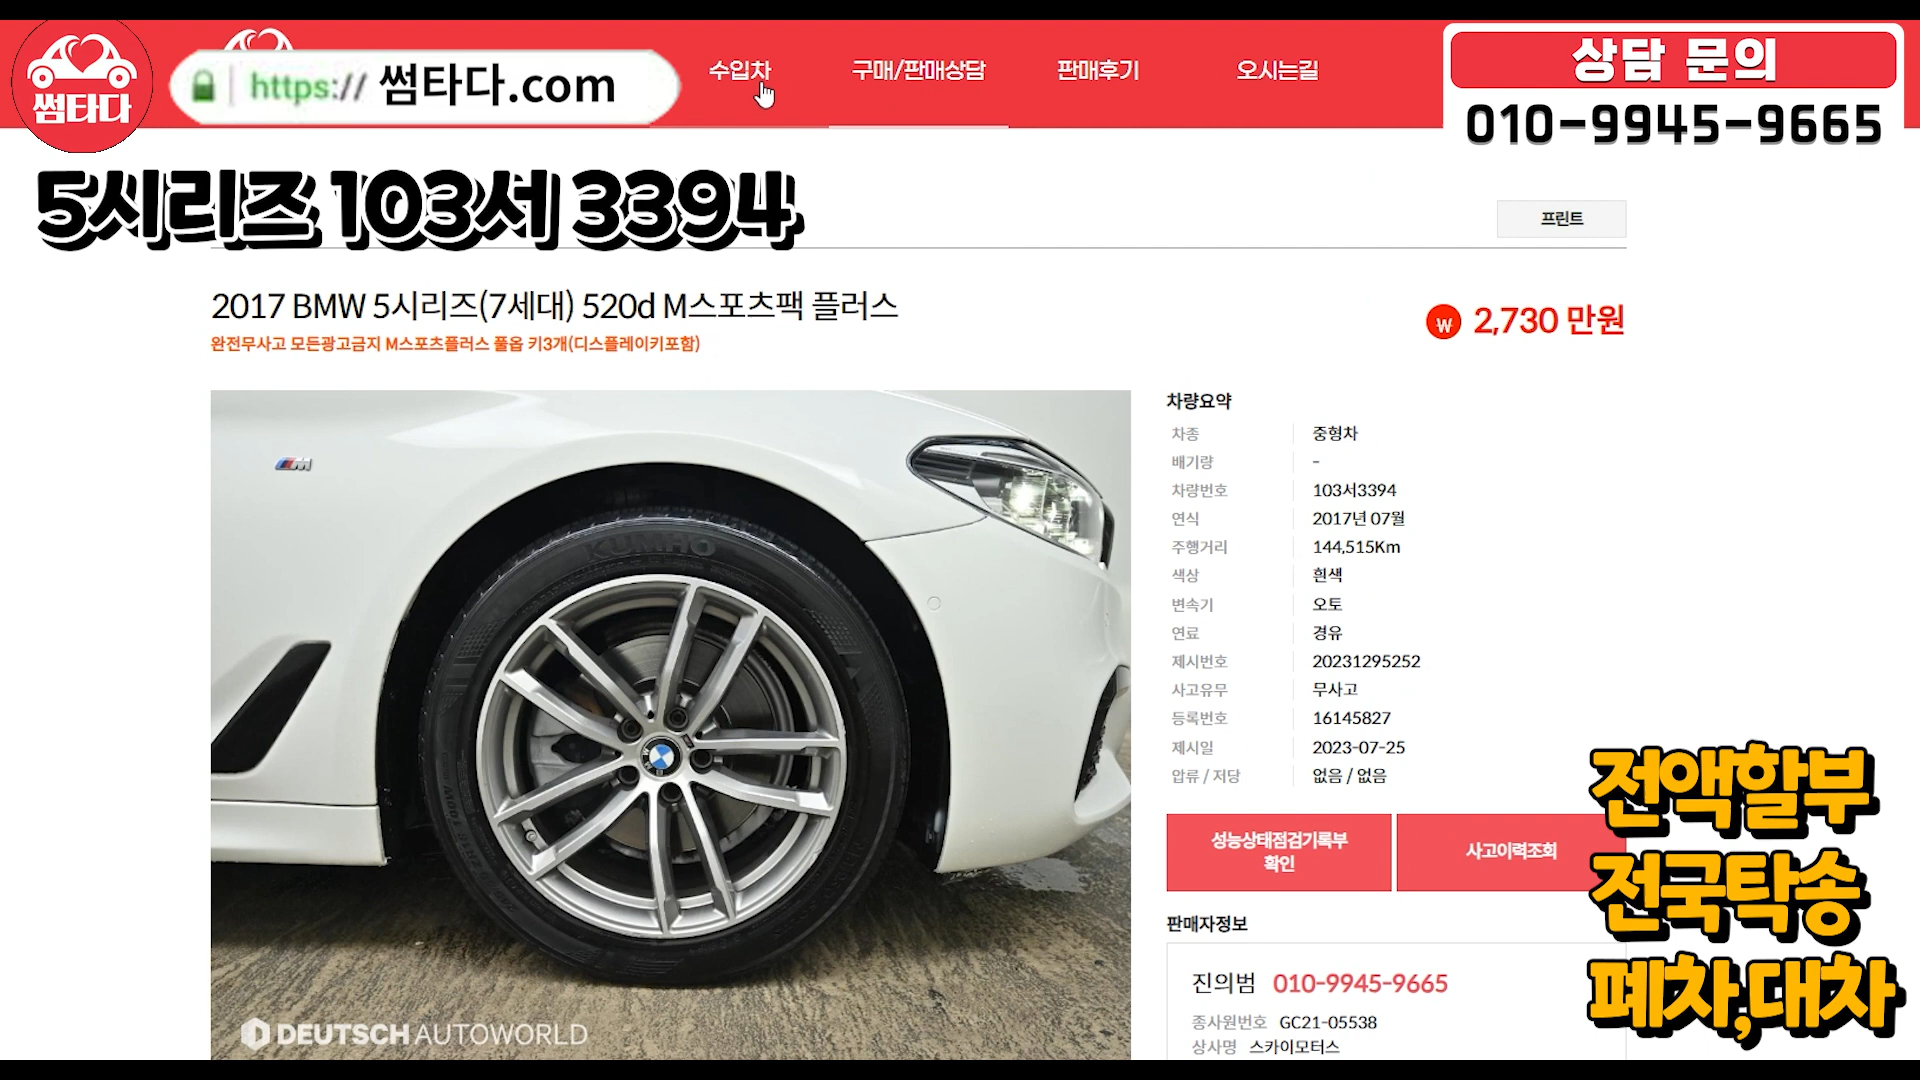 썸타다
https:// 썸타다.com
수입차
구매/판매상담
판매후기
오시는길
상담 문의
010-9945-9665
5시리즈 103서 3394
프린트
2017 BMW 5시리즈(7세대) 520d M스포츠팩 플러스
완전무사고 모든광고금지 M스포츠플러스 풀옵 키3개(디스플레이키포함)
₩ 2,730 만원
M
KUMHO
DEUTSCH AUTOWORLD
차량요약
차종 중형차
배기량 -
차량번호 103서3394
연식 2017년 07월
주행거리 144,515Km
색상 흰색
변속기 오토
연료 경유
제시번호 20231295252
사고유무 무사고
등록번호 16145827
제시일 2023-07-25
압류 / 저당 없음 / 없음
성능상태점검기록부
확인
사고이력조회
판매자정보
진의범 010-9945-9665
종사원번호 GC21-05538
상사명 스카이모터스
전액할부
전국탁송
폐차,대차